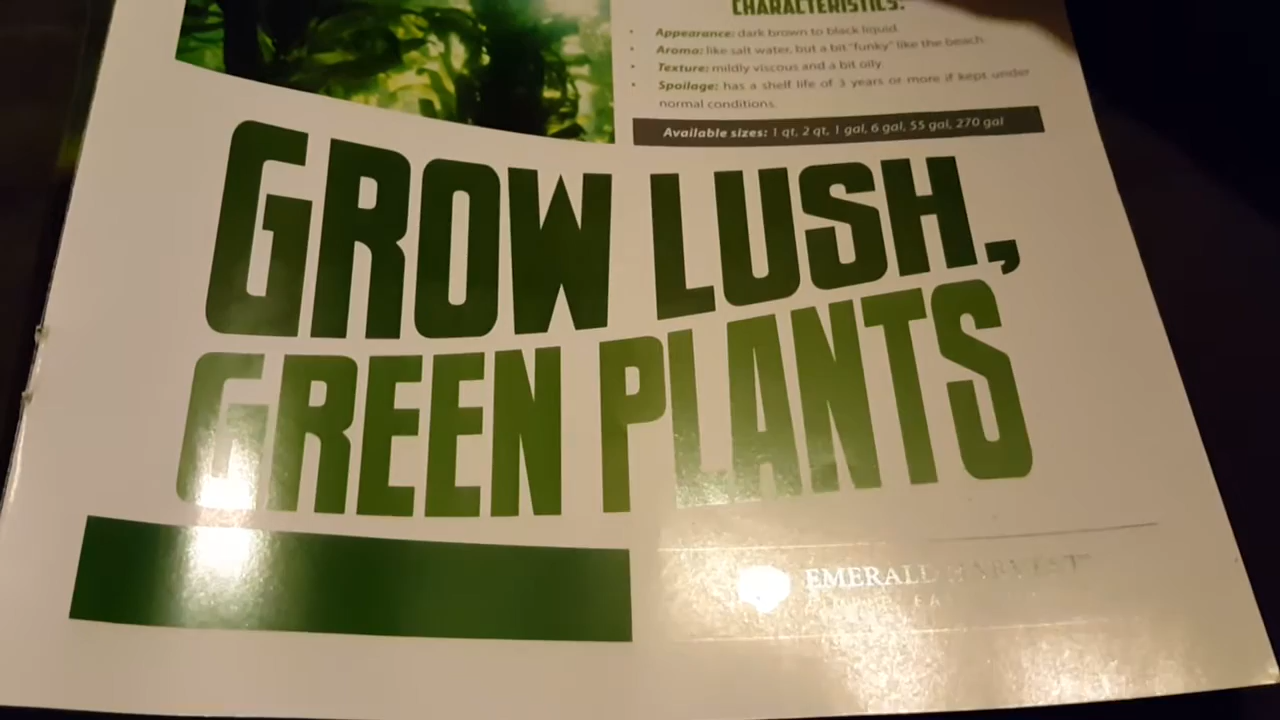 CHARACTERISTICS:
• Appearance: dark brown to black liquid.
• Aroma: like salt water, but a bit "funky" like the beach.
• Texture: mildly viscous and a bit oily.
• Spoilage: has a shelf life of 3 years or more if kept under
normal conditions.
Available sizes: 1 qt, 2 qt, 1 gal, 6 gal, 55 gal, 270 gal
GROW LUSH,
GREEN PLANTS
EMERALD HARVEST™